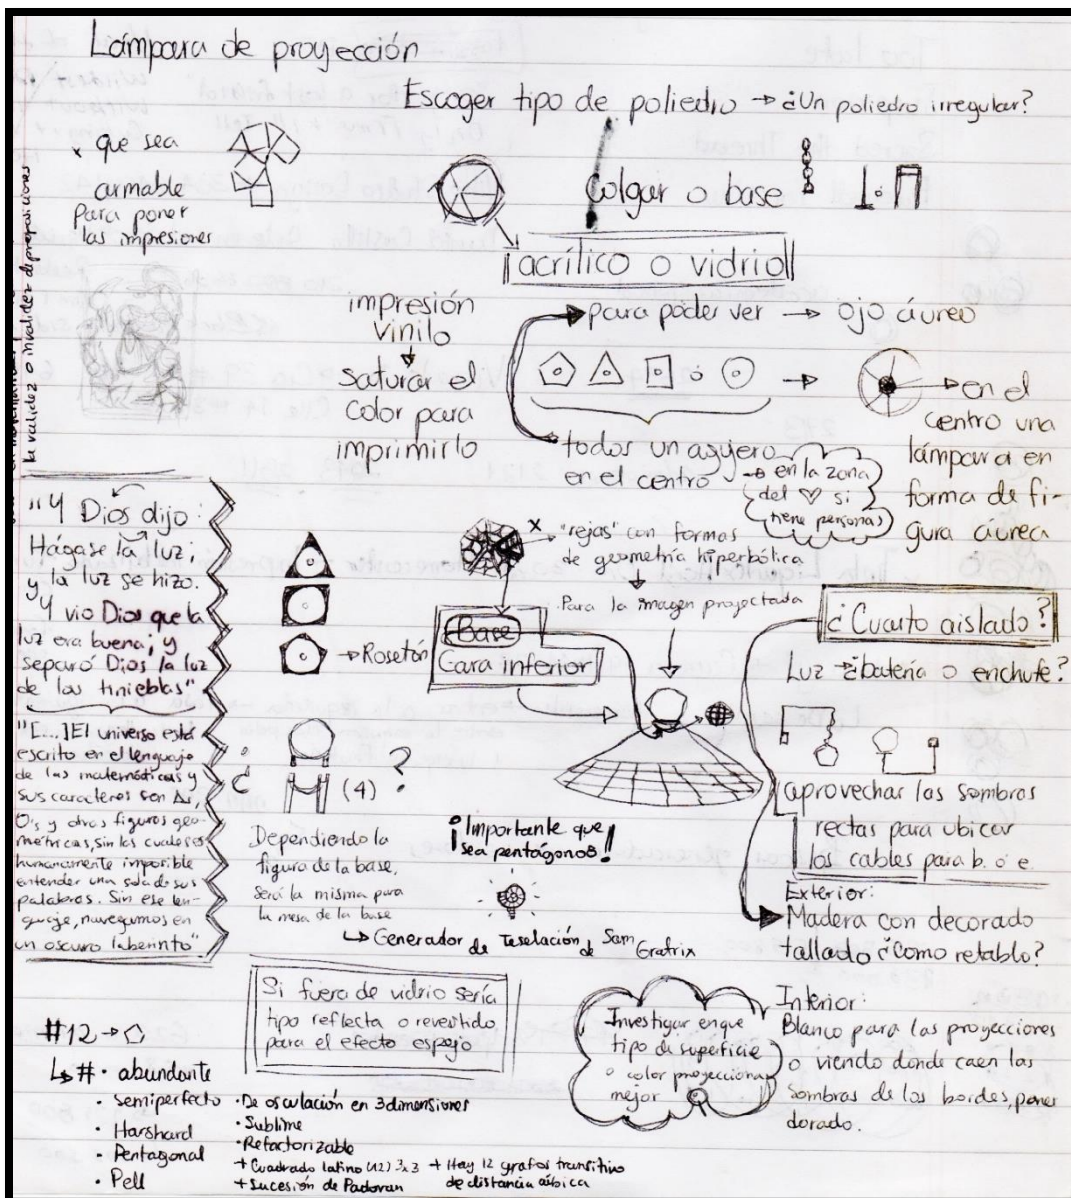 Lámpara de proyección
Escoger tipo de poliedro → ¿Un poliedro irregular?
* que sea
armable
Para poner
las impresiones
Colgar o base
¡acrílico o vidrio!
la validez o invalidez de proposiciones
impresión
vinilo
saturar el
color para
imprimirlo
para poder ver → ojo áureo
ó
todos un agujero
en el centro
→ en la zona
del ♡ si
tiene personas
en el
centro una
lámpara en
forma de fi-
gura áurea
"Y Dios dijo:
Hágase la luz;
y la luz se hizo.
Y vio Dios que la
luz era buena; y
separó Dios la luz
de las tinieblas"
"[...] El universo está
escrito en el lenguaje
de las matemáticas y
sus caracteres son Δs,
O's y otras figuras geo-
métricas, sin las cuales es
humanamente imposible
entender una sola de sus
palabras. Sin ese len-
guaje, navegamos en
un oscuro laberinto"
x
→ "rejas" con formas
de geometría hiperbólica
Para la imagen proyectada
→ Rosetón
Base
Cara inferior
¿Cuarto aislado?
Luz → ¿batería o enchufe?
¿ (4) ?
aprovechar las sombras
rectas para ubicar
los cables para b. o e.
Dependiendo la
figura de la base,
Será la misma para
la mesa de la base
¡Importante que
sea pentágonos!
↳ Generador de Teselación de Sam Gratrix
Exterior:
Madera con decorado
tallado ¿Como retablo?
Si fuera de vidrio sería
tipo reflecta o revestido
para el efecto espejo
Investigar en que
tipo de superficie
o color proyecciona
mejor
Interior:
Blanco para las proyecciones
o viendo donde caen las
sombras de los bordes, poner
dorado.
#12 → ⬠
↳ # • abundante
• Semiperfecto
• Harshard
• Pentagonal
• Pell
• De osculación en 3 dimensiones
• Sublime
• Refactorizable
+ Cuadrado latino (12) 3x3
+ Sucesión de Padovan
+ Hay 12 grafos transitivo
de distancia cúbica